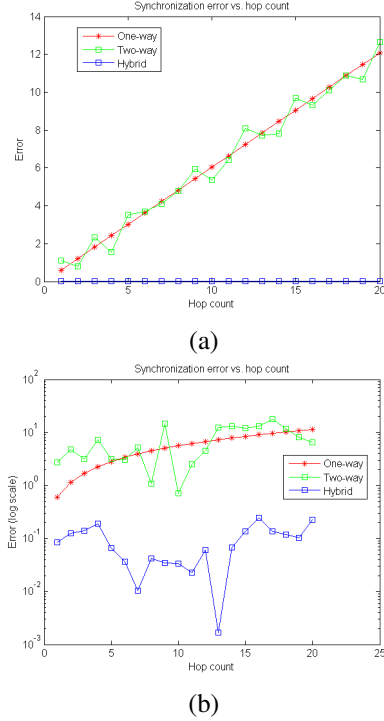 Synchronization error vs. hop count
14
12
10
8
6
4
2
0
Error
One-way
Two-way
Hybrid
0
5
10
15
20
Hop count
(a)
Synchronization error vs. hop count
10^2
10^1
10^0
10^-1
10^-2
10^-3
Error (log scale)
One-way
Two-way
Hybrid
0
5
10
15
20
25
Hop count
(b)